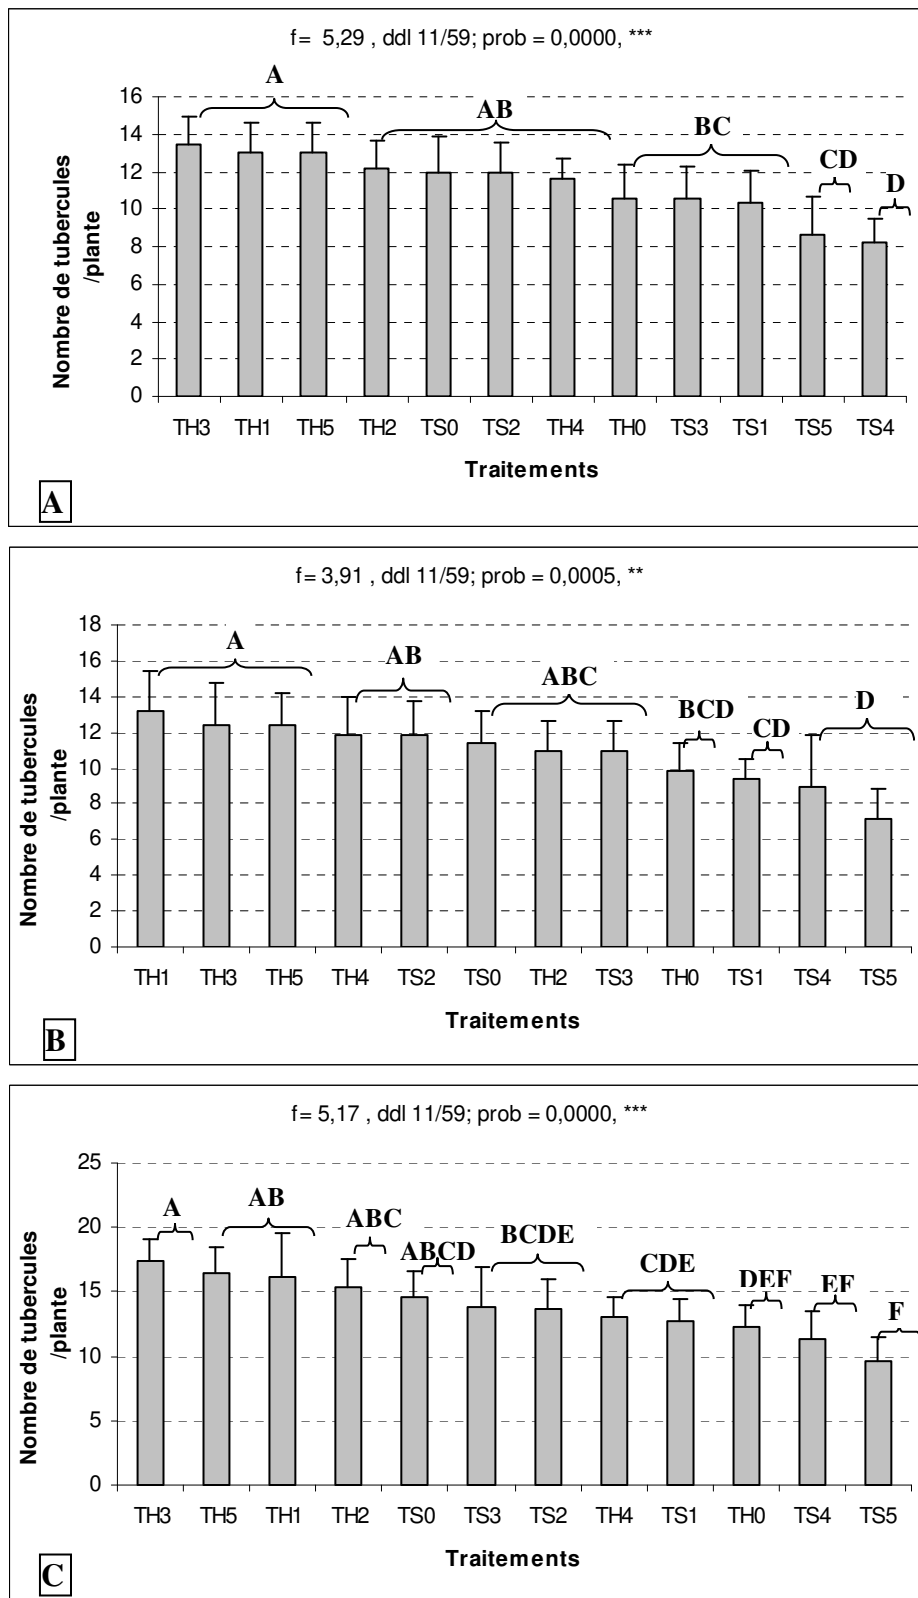 f= 5,29 , ddl 11/59; prob = 0,0000, ***
A AB BC CD D
16
14
12
10
8
6
4
2
0
Nombre de tubercules
/plante
TH3 TH1 TH5 TH2 TS0 TS2 TH4 TH0 TS3 TS1 TS5 TS4
Traitements
A
f= 3,91 , ddl 11/59; prob = 0,0005, **
A AB ABC BCD CD D
18
16
14
12
10
8
6
4
2
0
Nombre de tubercules
/plante
TH1 TH3 TH5 TH4 TS2 TS0 TH2 TS3 TH0 TS1 TS4 TS5
Traitements
B
f= 5,17 , ddl 11/59; prob = 0,0000, ***
A AB ABC ABCD BCDE CDE DEF EF F
25
20
15
10
5
0
Nombre de tubercules
/plante
TH3 TH5 TH1 TH2 TS0 TS3 TS2 TH4 TS1 TH0 TS4 TS5
Traitements
C